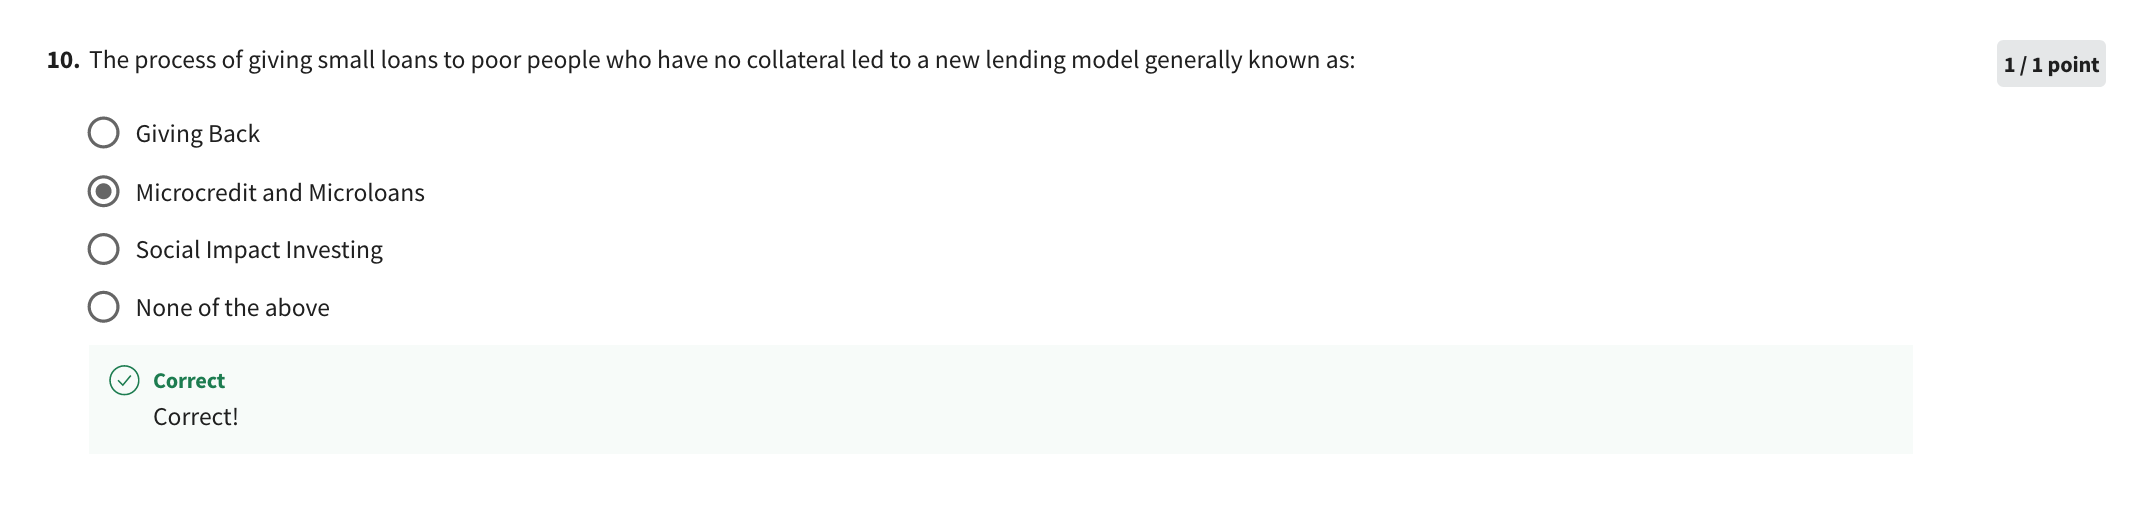 10. The process of giving small loans to poor people who have no collateral led to a new lending model generally known as:
1 / 1 point
Giving Back
Microcredit and Microloans
Social Impact Investing
None of the above
Correct
Correct!